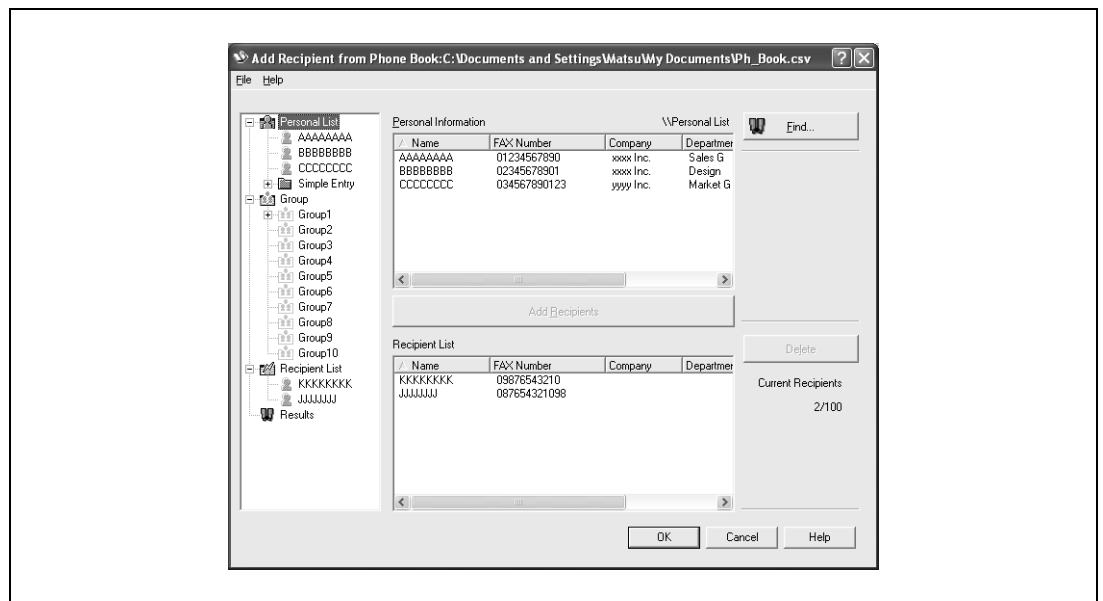 Add Recipient from Phone Book:C:\Documents and Settings\Matsu\My Documents\Ph_Book.csv
File Help
Personal List
AAAAAAAA
BBBBBBBB
CCCCCCCC
Simple Entry
Group
Group1
Group2
Group3
Group4
Group5
Group6
Group7
Group8
Group9
Group10
Recipient List
KKKKKKKK
JJJJJJJJ
Results
Personal Information \\Personal List
Name FAX Number Company Departmer
AAAAAAAA 01234567890 xxxx Inc. Sales G
BBBBBBBB 02345678901 xxxx Inc. Design
CCCCCCCC 034567890123 yyyy Inc. Market G
Add Recipients
Recipient List
Name FAX Number Company Departmer
KKKKKKKK 09876543210
JJJJJJJJ 087654321098
Find...
Delete
Current Recipients
2/100
OK Cancel Help